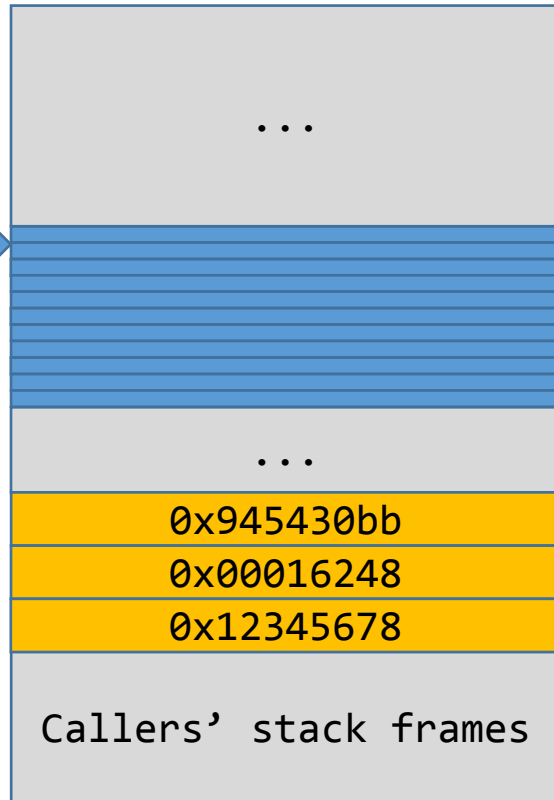 ...
...
0x945430bb
0x00016248
0x12345678
Callers’ stack frames